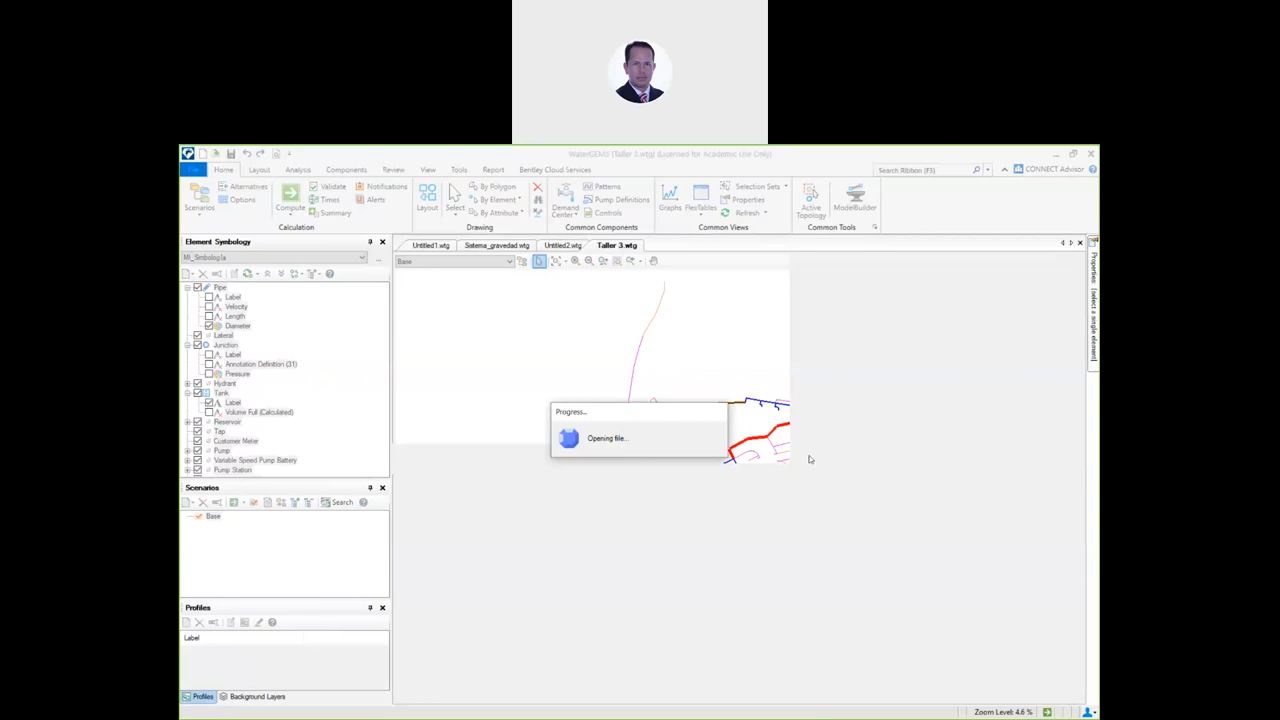 WaterGEMS [Taller 3.wtg] (Licensed for Academic Use Only)
File Home Layout Analysis Components Review View Tools Report Bentley Cloud Services Search Ribbon (F3) CONNECT Advisor
Scenarios Alternatives Options Compute Validate Times Summary Notifications Alerts Layout Select By Polygon By Element By Attribute Demand Center Patterns Pump Definitions Controls Graphs FlexTables Selection Sets Properties Refresh Active Topology ModelBuilder
Calculation Drawing Common Components Common Views Common Tools
Element Symbology
Untitled1.wtg Sistema_gravedad.wtg Untitled2.wtg Taller 3.wtg
MI_Simbología
Base
Properties: (select a single element)
Pipe
Label
Velocity
Length
Diameter
Lateral
Junction
Label
Annotation Definition (31)
Pressure
Hydrant
Tank
Label
Volume Full (Calculated)
Reservoir
Tap
Customer Meter
Pump
Variable Speed Pump Battery
Pump Station
Progress...
Opening file...
Scenarios
Search
Base
Profiles
Label
Profiles Background Layers
Zoom Level: 4.6 %